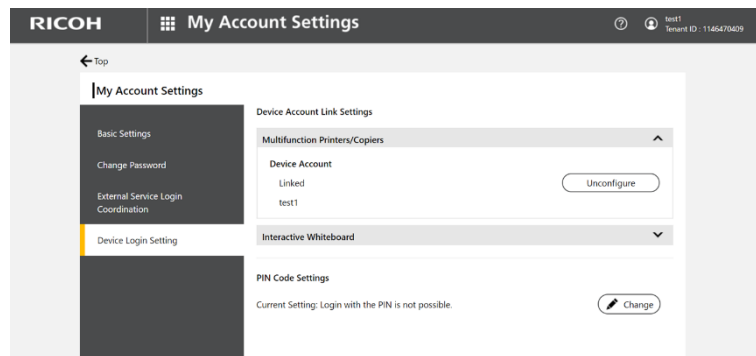 RICOH
My Account Settings
test1
Tenant ID : 1146470409
Top
My Account Settings
Basic Settings
Change Password
External Service Login
Coordination
Device Login Setting
Device Account Link Settings
Multifunction Printers/Copiers
Device Account
Linked
Unconfigure
test1
Interactive Whiteboard
PIN Code Settings
Current Setting: Login with the PIN is not possible.
Change